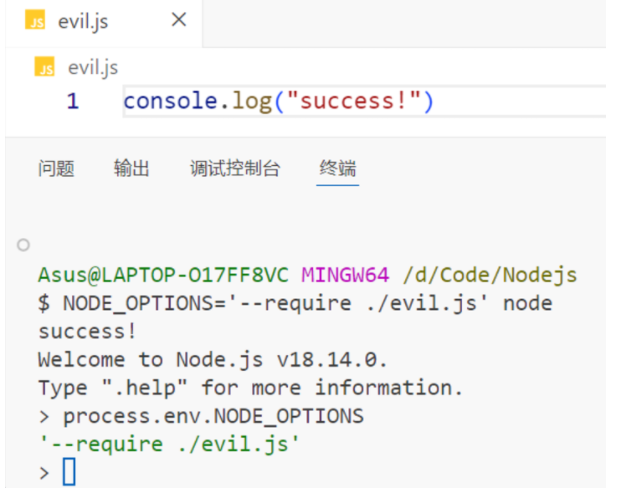 JS evil.js ×
JS evil.js
1 console.log("success!")
问题 输出 调试控制台 终端
Asus@LAPTOP-O17FF8VC MINGW64 /d/Code/Nodejs
$ NODE_OPTIONS='--require ./evil.js' node
success!
Welcome to Node.js v18.14.0.
Type ".help" for more information.
> process.env.NODE_OPTIONS
'--require ./evil.js'
>